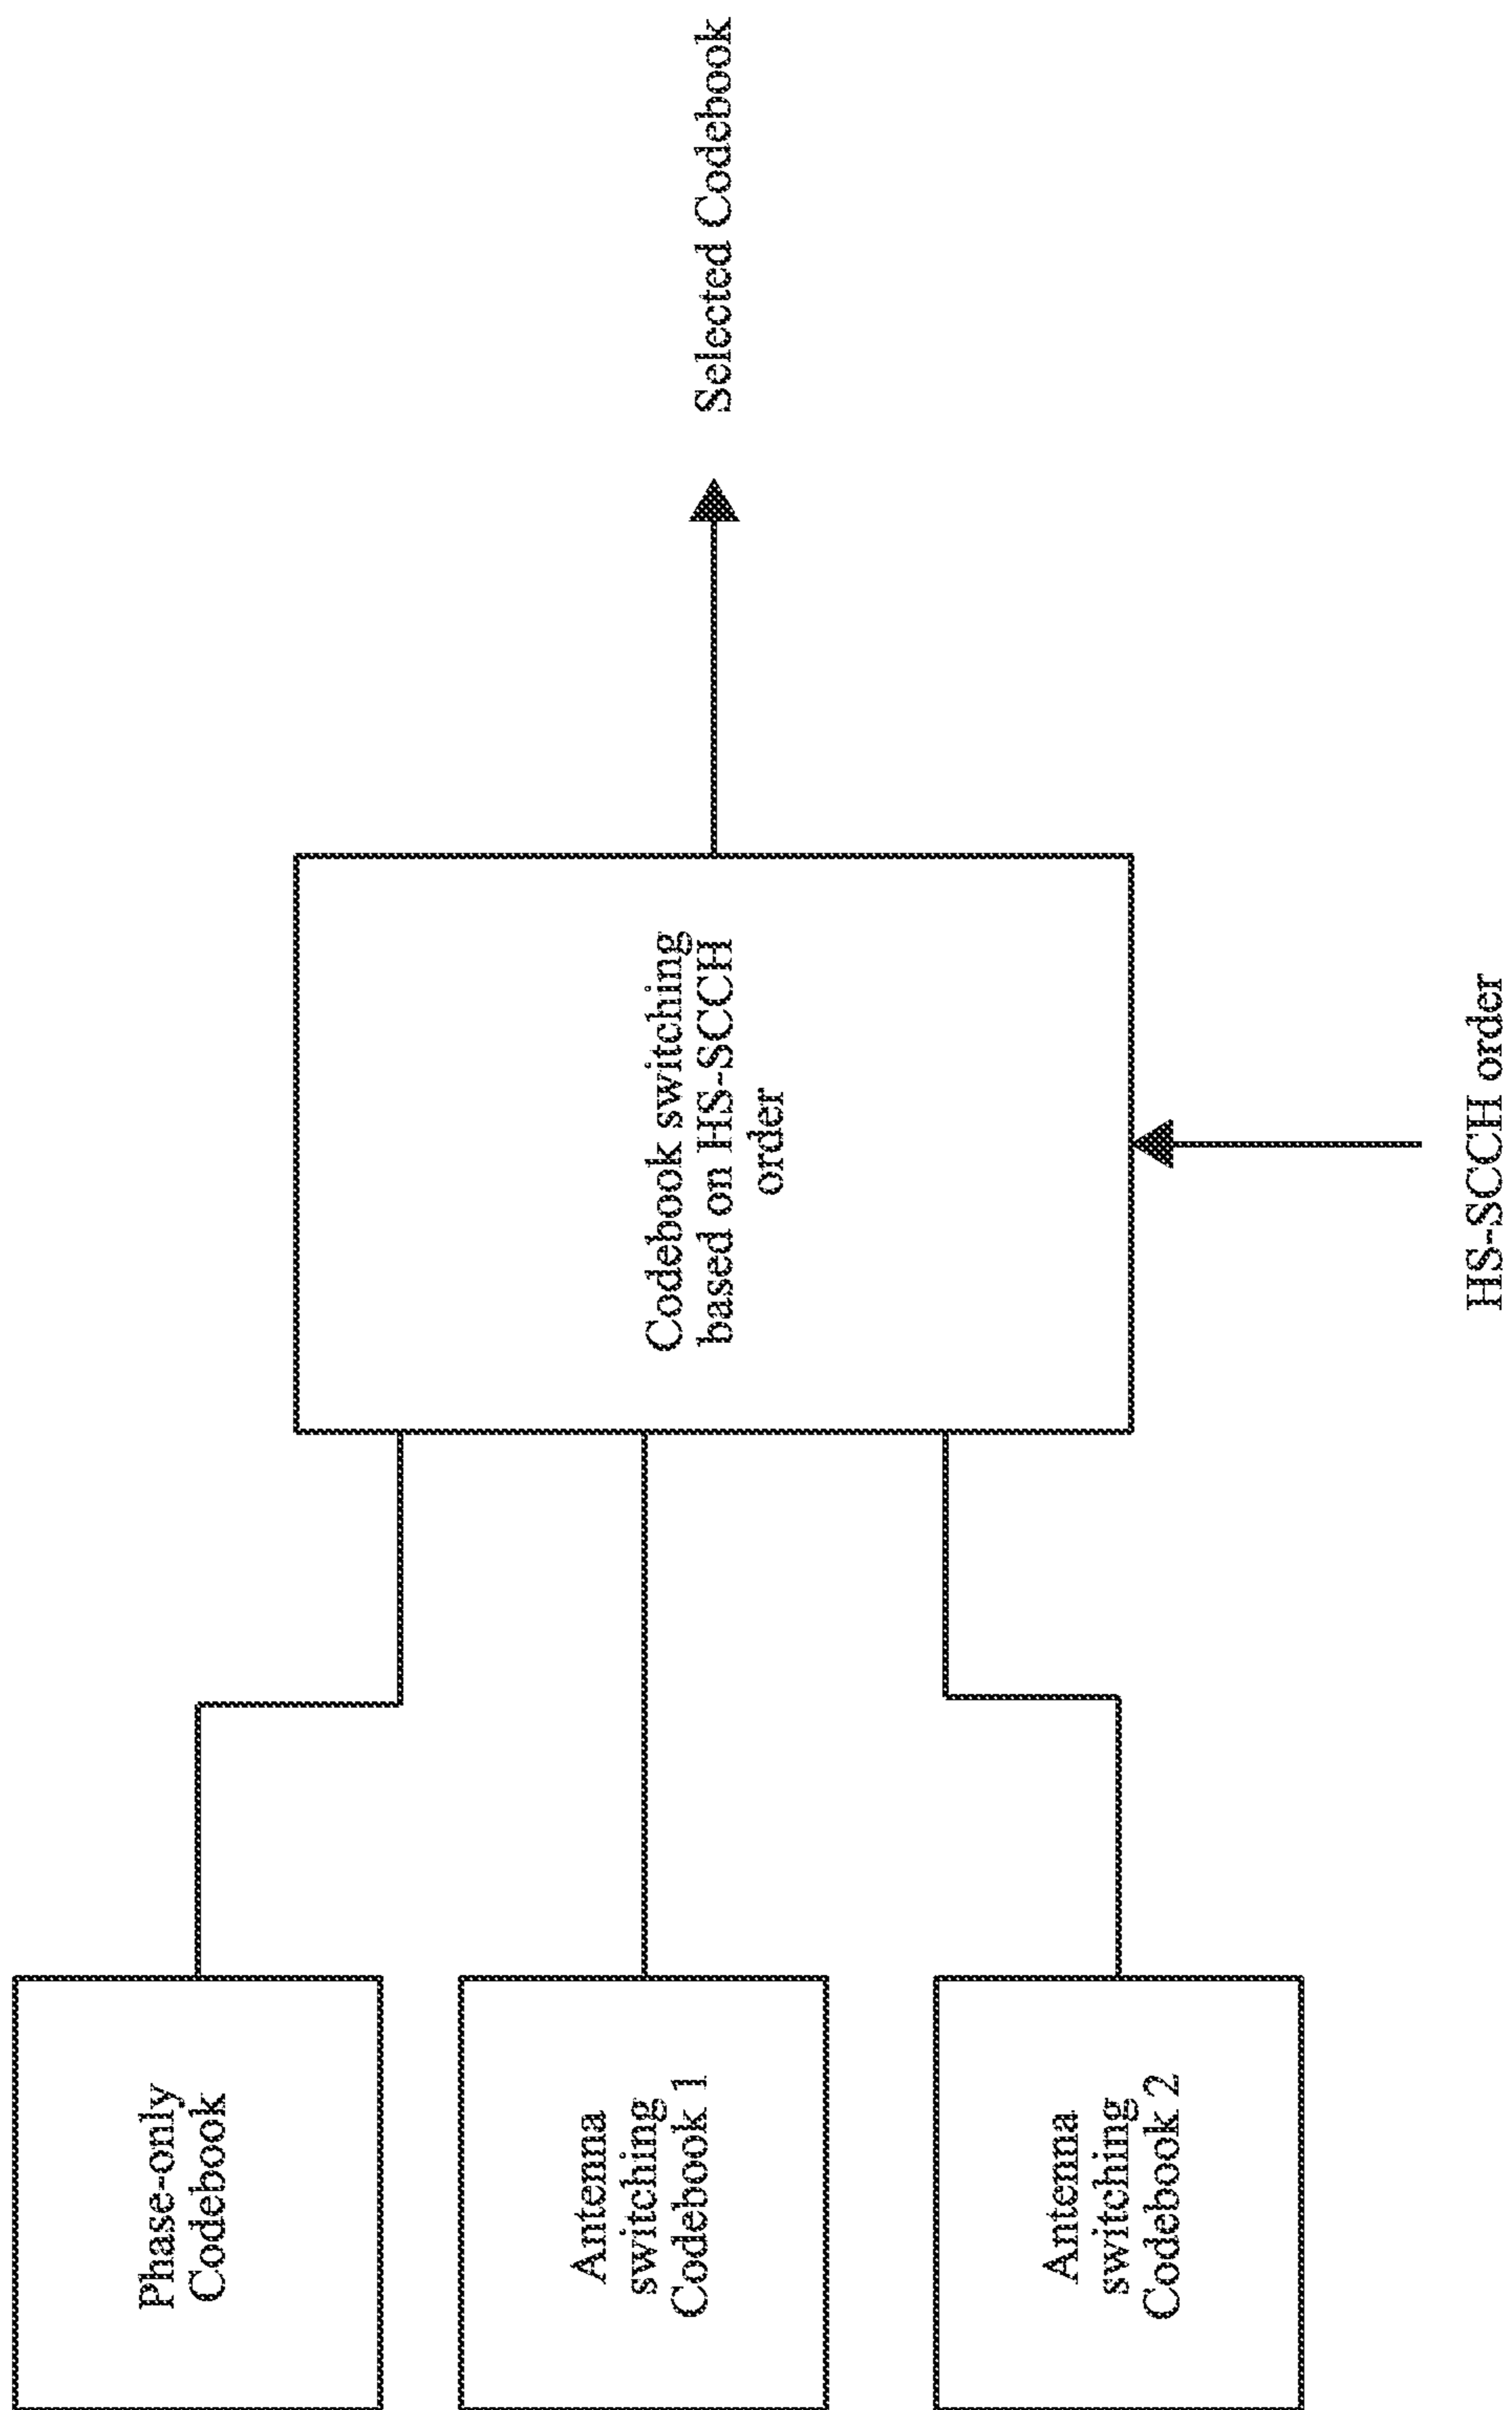 Phase-only
Codebook
Antenna
switching
Codebook 1
Antenna
switching
Codebook 2
Codebook switching
based on HS-SCCH
order
HS-SCCH order
Selected Codebook